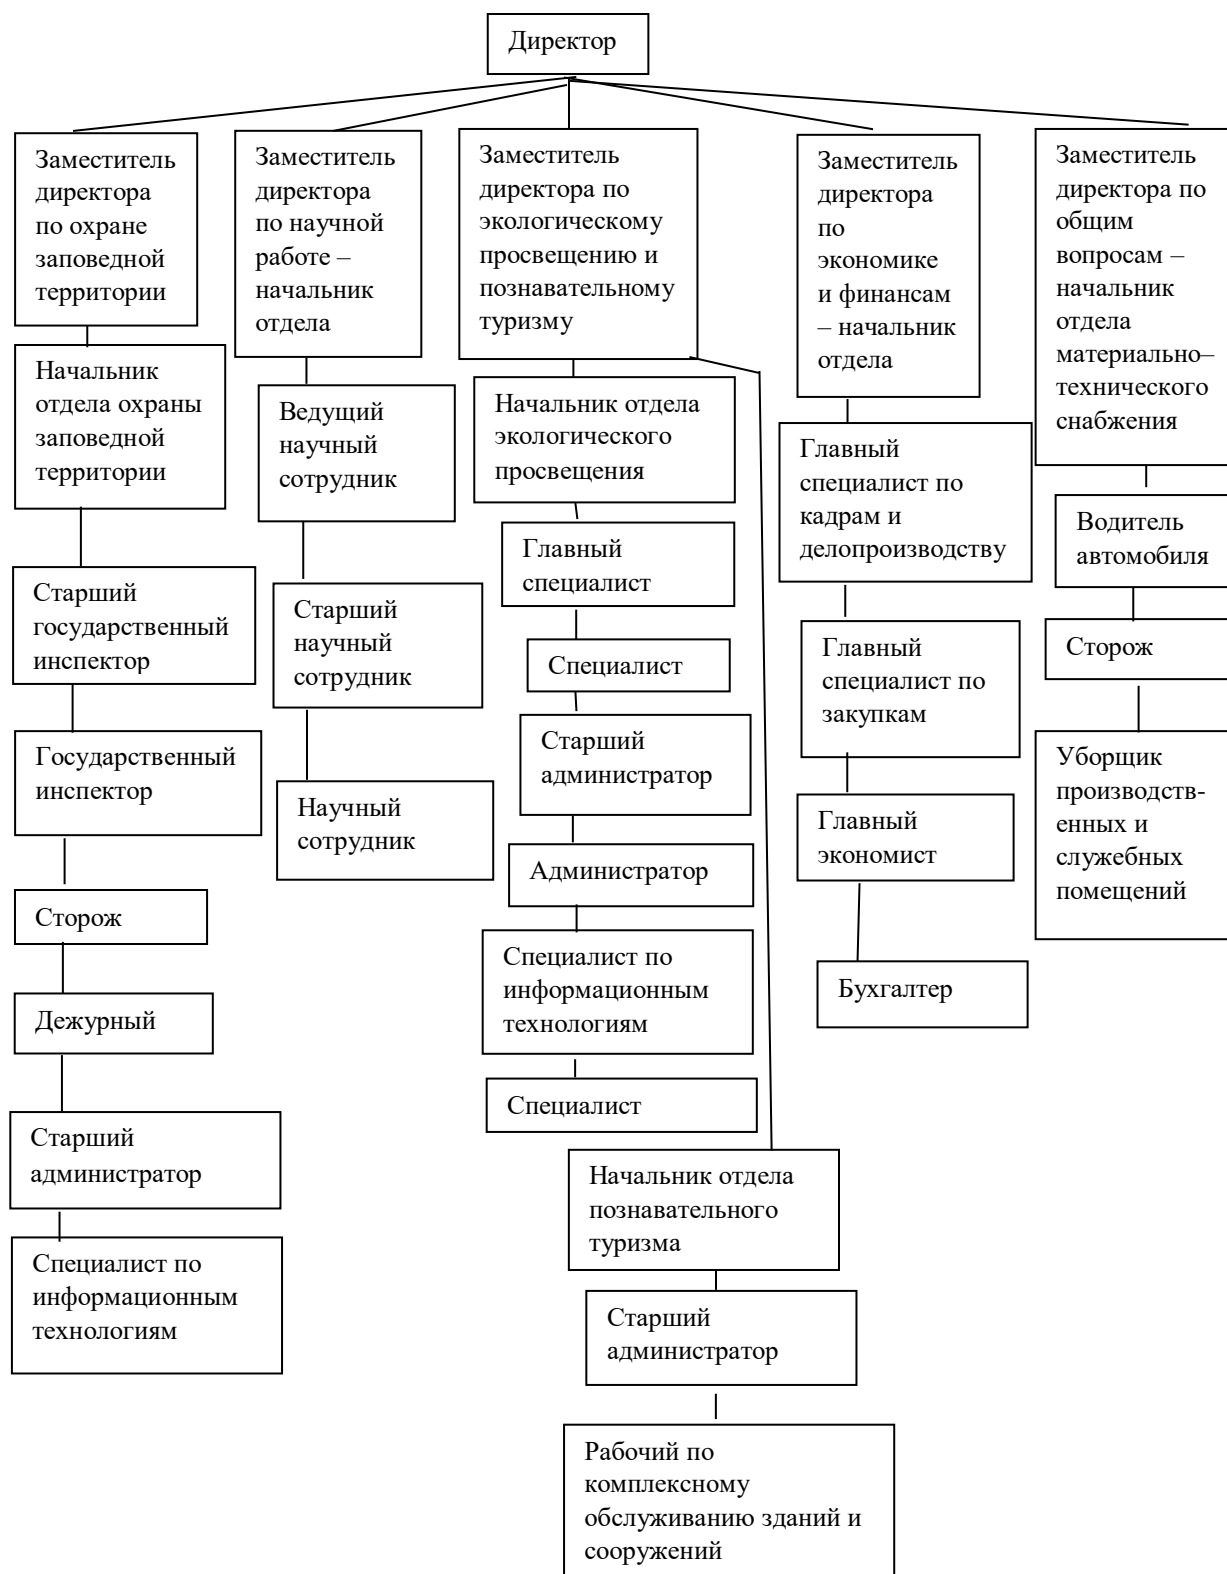 Директор
Заместитель
директора
по охране
заповедной
территории
Начальник
отдела охраны
заповедной
территории
Старший
государственный
инспектор
Государственный
инспектор
Сторож
Дежурный
Старший
администратор
Специалист по
информационным
технологиям
Заместитель
директора
по научной
работе –
начальник
отдела
Ведущий
научный
сотрудник
Старший
научный
сотрудник
Научный
сотрудник
Заместитель
директора по
экологическому
просвещению и
познавательному
туризму
Начальник отдела
экологического
просвещения
Главный
специалист
Специалист
Старший
администратор
Администратор
Специалист по
информационным
технологиям
Специалист
Начальник отдела
познавательного
туризма
Старший
администратор
Рабочий по
комплексному
обслуживанию зданий и
сооружений
Заместитель
директора
по
экономике
и финансам
– начальник
отдела
Главный
специалист по
кадрам и
делопроизводству
Главный
специалист по
закупкам
Главный
экономист
Бухгалтер
Заместитель
директора по
общим
вопросам –
начальник
отдела
материально–
технического
снабжения
Водитель
автомобиля
Сторож
Уборщик
производств-
енных и
служебных
помещений